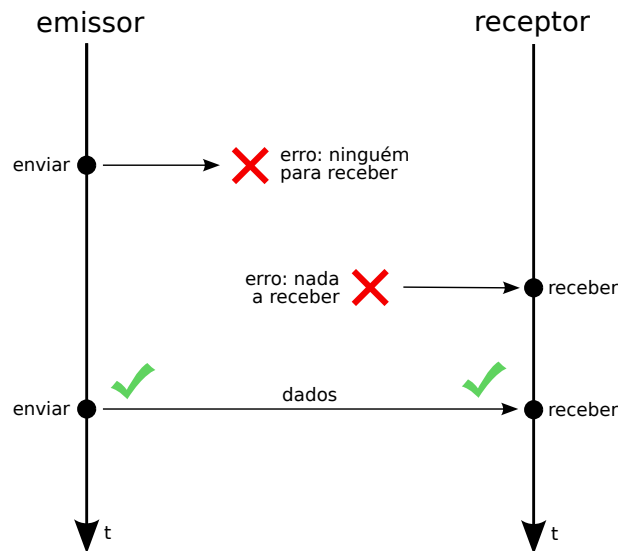 emissor
receptor
enviar
erro: ninguém
para receber
erro: nada
a receber
receber
enviar
dados
receber
t
t